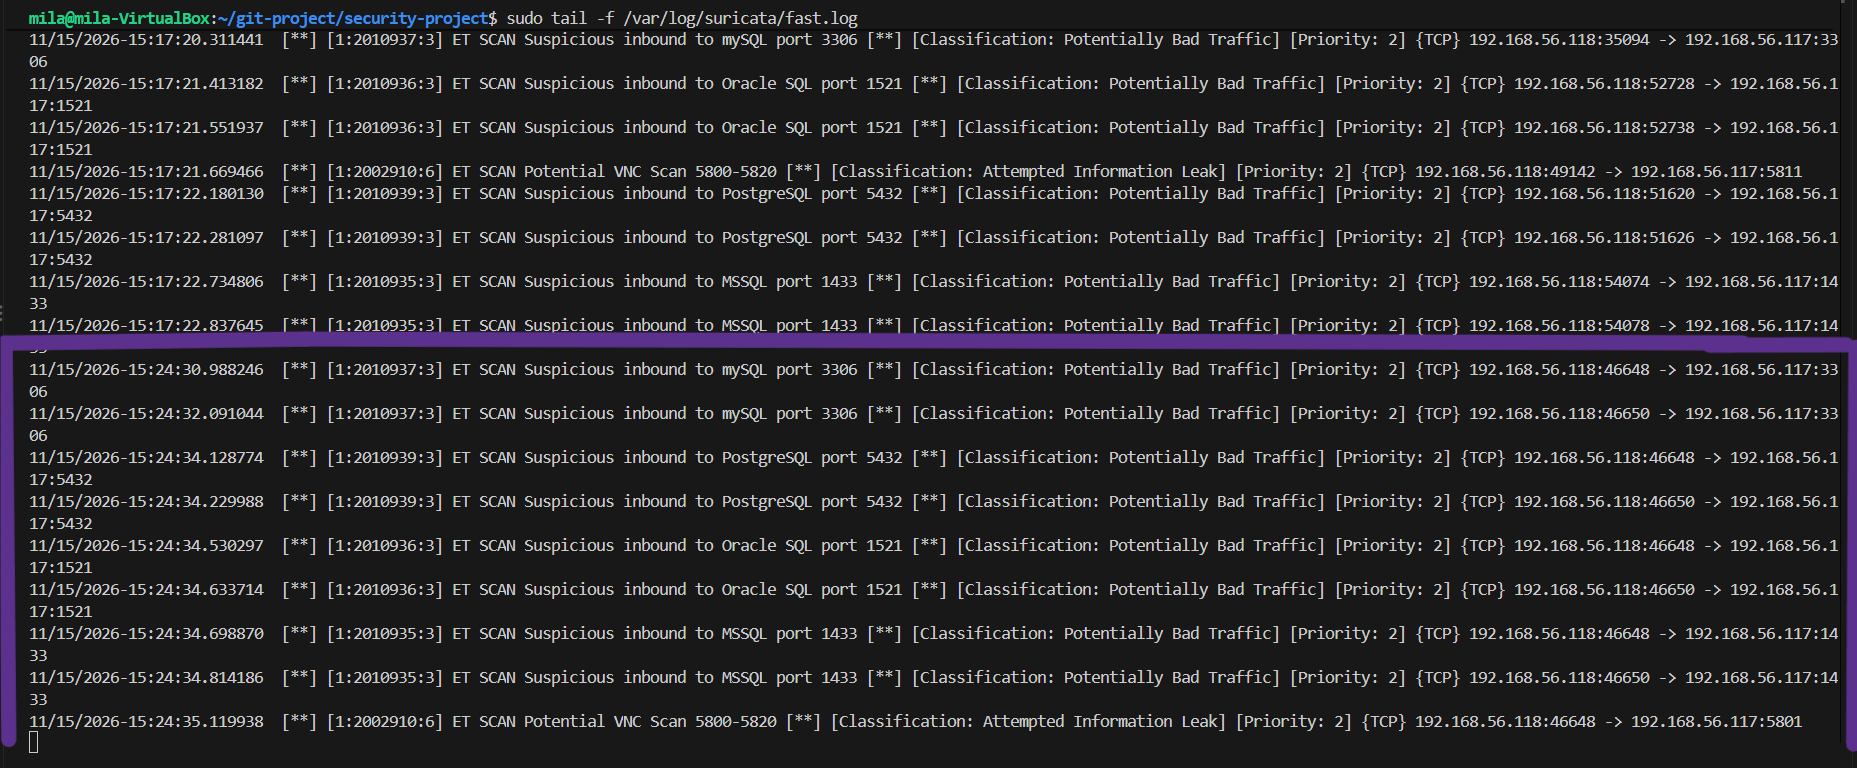 mila@mila-VirtualBox:~/git-project/security-project$ sudo tail -f /var/log/suricata/fast.log
11/15/2026-15:17:20.311441  [**] [1:2010937:3] ET SCAN Suspicious inbound to mySQL port 3306 [**] [Classification: Potentially Bad Traffic] [Priority: 2] {TCP} 192.168.56.118:35094 -> 192.168.56.117:33
06
11/15/2026-15:17:21.413182  [**] [1:2010936:3] ET SCAN Suspicious inbound to Oracle SQL port 1521 [**] [Classification: Potentially Bad Traffic] [Priority: 2] {TCP} 192.168.56.118:52728 -> 192.168.56.1
17:1521
11/15/2026-15:17:21.551937  [**] [1:2010936:3] ET SCAN Suspicious inbound to Oracle SQL port 1521 [**] [Classification: Potentially Bad Traffic] [Priority: 2] {TCP} 192.168.56.118:52738 -> 192.168.56.1
17:1521
11/15/2026-15:17:21.669466  [**] [1:2002910:6] ET SCAN Potential VNC Scan 5800-5820 [**] [Classification: Attempted Information Leak] [Priority: 2] {TCP} 192.168.56.118:49142 -> 192.168.56.117:5811
11/15/2026-15:17:22.180130  [**] [1:2010939:3] ET SCAN Suspicious inbound to PostgreSQL port 5432 [**] [Classification: Potentially Bad Traffic] [Priority: 2] {TCP} 192.168.56.118:51620 -> 192.168.56.1
17:5432
11/15/2026-15:17:22.281097  [**] [1:2010939:3] ET SCAN Suspicious inbound to PostgreSQL port 5432 [**] [Classification: Potentially Bad Traffic] [Priority: 2] {TCP} 192.168.56.118:51626 -> 192.168.56.1
17:5432
11/15/2026-15:17:22.734806  [**] [1:2010935:3] ET SCAN Suspicious inbound to MSSQL port 1433 [**] [Classification: Potentially Bad Traffic] [Priority: 2] {TCP} 192.168.56.118:54074 -> 192.168.56.117:14
33
11/15/2026-15:17:22.837645  [**] [1:2010935:3] ET SCAN Suspicious inbound to MSSQL port 1433 [**] [Classification: Potentially Bad Traffic] [Priority: 2] {TCP} 192.168.56.118:54078 -> 192.168.56.117:14
33
11/15/2026-15:24:30.988246  [**] [1:2010937:3] ET SCAN Suspicious inbound to mySQL port 3306 [**] [Classification: Potentially Bad Traffic] [Priority: 2] {TCP} 192.168.56.118:46648 -> 192.168.56.117:33
06
11/15/2026-15:24:32.091044  [**] [1:2010937:3] ET SCAN Suspicious inbound to mySQL port 3306 [**] [Classification: Potentially Bad Traffic] [Priority: 2] {TCP} 192.168.56.118:46650 -> 192.168.56.117:33
06
11/15/2026-15:24:34.128774  [**] [1:2010939:3] ET SCAN Suspicious inbound to PostgreSQL port 5432 [**] [Classification: Potentially Bad Traffic] [Priority: 2] {TCP} 192.168.56.118:46648 -> 192.168.56.1
17:5432
11/15/2026-15:24:34.229988  [**] [1:2010939:3] ET SCAN Suspicious inbound to PostgreSQL port 5432 [**] [Classification: Potentially Bad Traffic] [Priority: 2] {TCP} 192.168.56.118:46650 -> 192.168.56.1
17:5432
11/15/2026-15:24:34.530297  [**] [1:2010936:3] ET SCAN Suspicious inbound to Oracle SQL port 1521 [**] [Classification: Potentially Bad Traffic] [Priority: 2] {TCP} 192.168.56.118:46648 -> 192.168.56.1
17:1521
11/15/2026-15:24:34.633714  [**] [1:2010936:3] ET SCAN Suspicious inbound to Oracle SQL port 1521 [**] [Classification: Potentially Bad Traffic] [Priority: 2] {TCP} 192.168.56.118:46650 -> 192.168.56.1
17:1521
11/15/2026-15:24:34.698870  [**] [1:2010935:3] ET SCAN Suspicious inbound to MSSQL port 1433 [**] [Classification: Potentially Bad Traffic] [Priority: 2] {TCP} 192.168.56.118:46648 -> 192.168.56.117:14
33
11/15/2026-15:24:34.814186  [**] [1:2010935:3] ET SCAN Suspicious inbound to MSSQL port 1433 [**] [Classification: Potentially Bad Traffic] [Priority: 2] {TCP} 192.168.56.118:46650 -> 192.168.56.117:14
33
11/15/2026-15:24:35.119938  [**] [1:2002910:6] ET SCAN Potential VNC Scan 5800-5820 [**] [Classification: Attempted Information Leak] [Priority: 2] {TCP} 192.168.56.118:46648 -> 192.168.56.117:5801